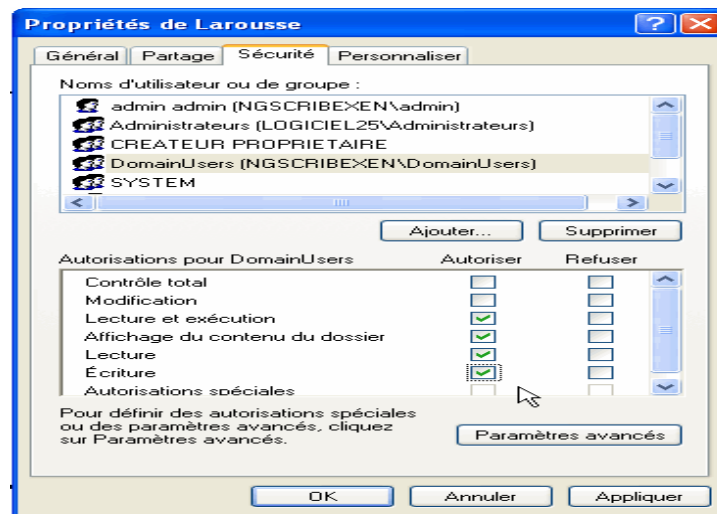 Propriétés de Larousse
Général Partage Sécurité Personnaliser
Noms d'utilisateur ou de groupe :
admin admin (NGSCRIBEXEN\admin)
Administrateurs (LOGICIEL25\Administrateurs)
CREATEUR PROPRIETAIRE
DomainUsers (NGSCRIBEXEN\DomainUsers)
SYSTEM
Ajouter... Supprimer
Autorisations pour DomainUsers Autoriser Refuser
Contrôle total
Modification
Lecture et exécution
Affichage du contenu du dossier
Lecture
Écriture
Autorisations spéciales
Pour définir des autorisations spéciales
ou des paramètres avancés, cliquez
sur Paramètres avancés.
Paramètres avancés
OK Annuler Appliquer